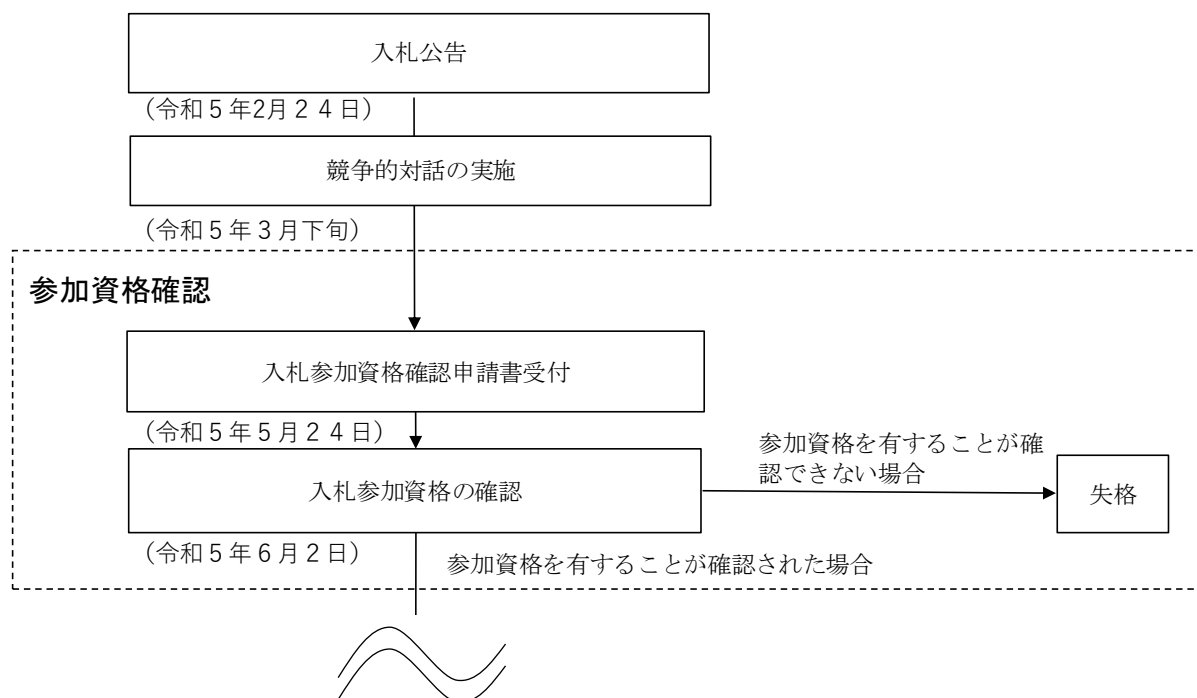 入札公告
（令和５年2月２４日）
競争的対話の実施
（令和５年３月下旬）
参加資格確認
入札参加資格確認申請書受付
（令和５年５月２４日）
参加資格を有することが確
認できない場合
入札参加資格の確認
失格
（令和５年６月２日）
参加資格を有することが確認された場合